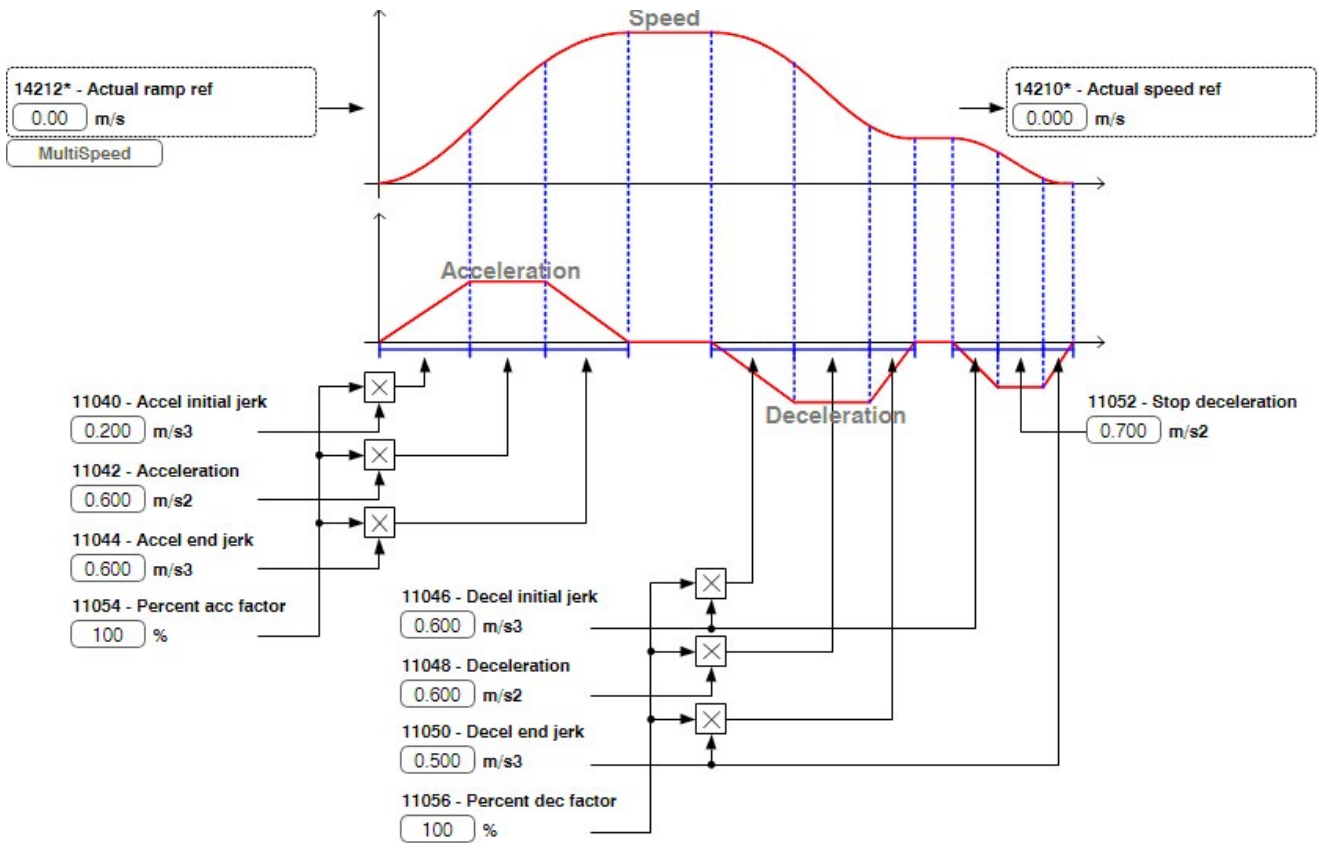 Speed
14212* - Actual ramp ref
0.00 m/s
MultiSpeed
14210* - Actual speed ref
0.000 m/s
Acceleration
Deceleration
11040 - Accel initial jerk
0.200 m/s3
11042 - Acceleration
0.600 m/s2
11044 - Accel end jerk
0.600 m/s3
11054 - Percent acc factor
100 %
11052 - Stop deceleration
0.700 m/s2
11046 - Decel initial jerk
0.600 m/s3
11048 - Deceleration
0.600 m/s2
11050 - Decel end jerk
0.500 m/s3
11056 - Percent dec factor
100 %